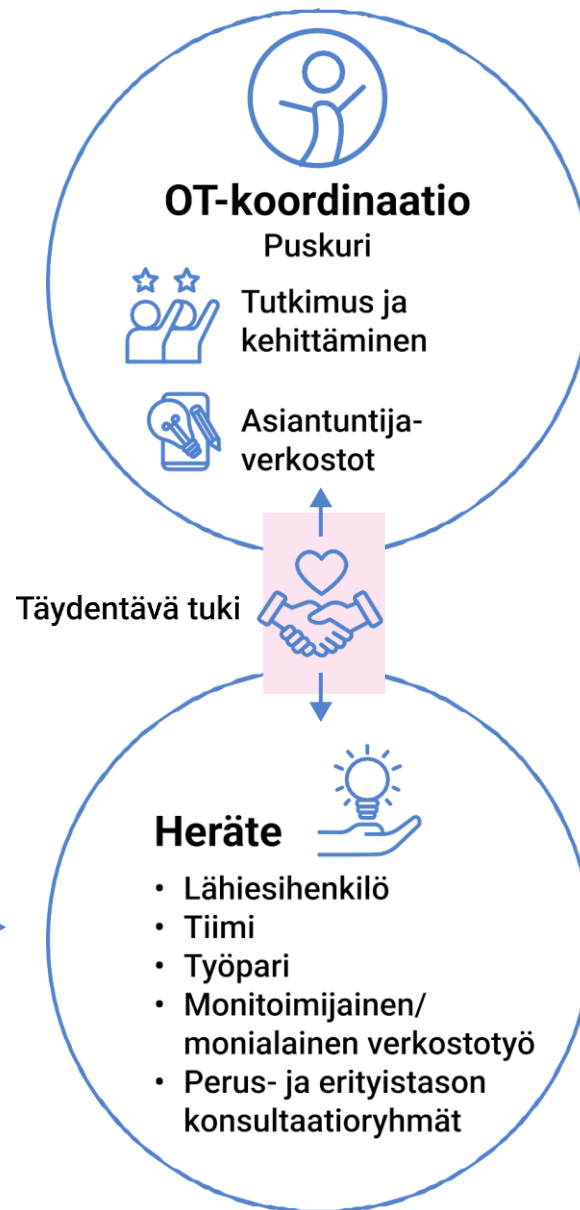 OT-koordinaatio
Puskuri
Tutkimus ja
kehittäminen
Asiantuntija-
verkostot
Täydentävä tuki
Heräte
• Lähiesihenkilö
• Tiimi
• Työpari
• Monitoimijainen/
monialainen verkostotyö
• Perus- ja erityistason
konsultaatioryhmät